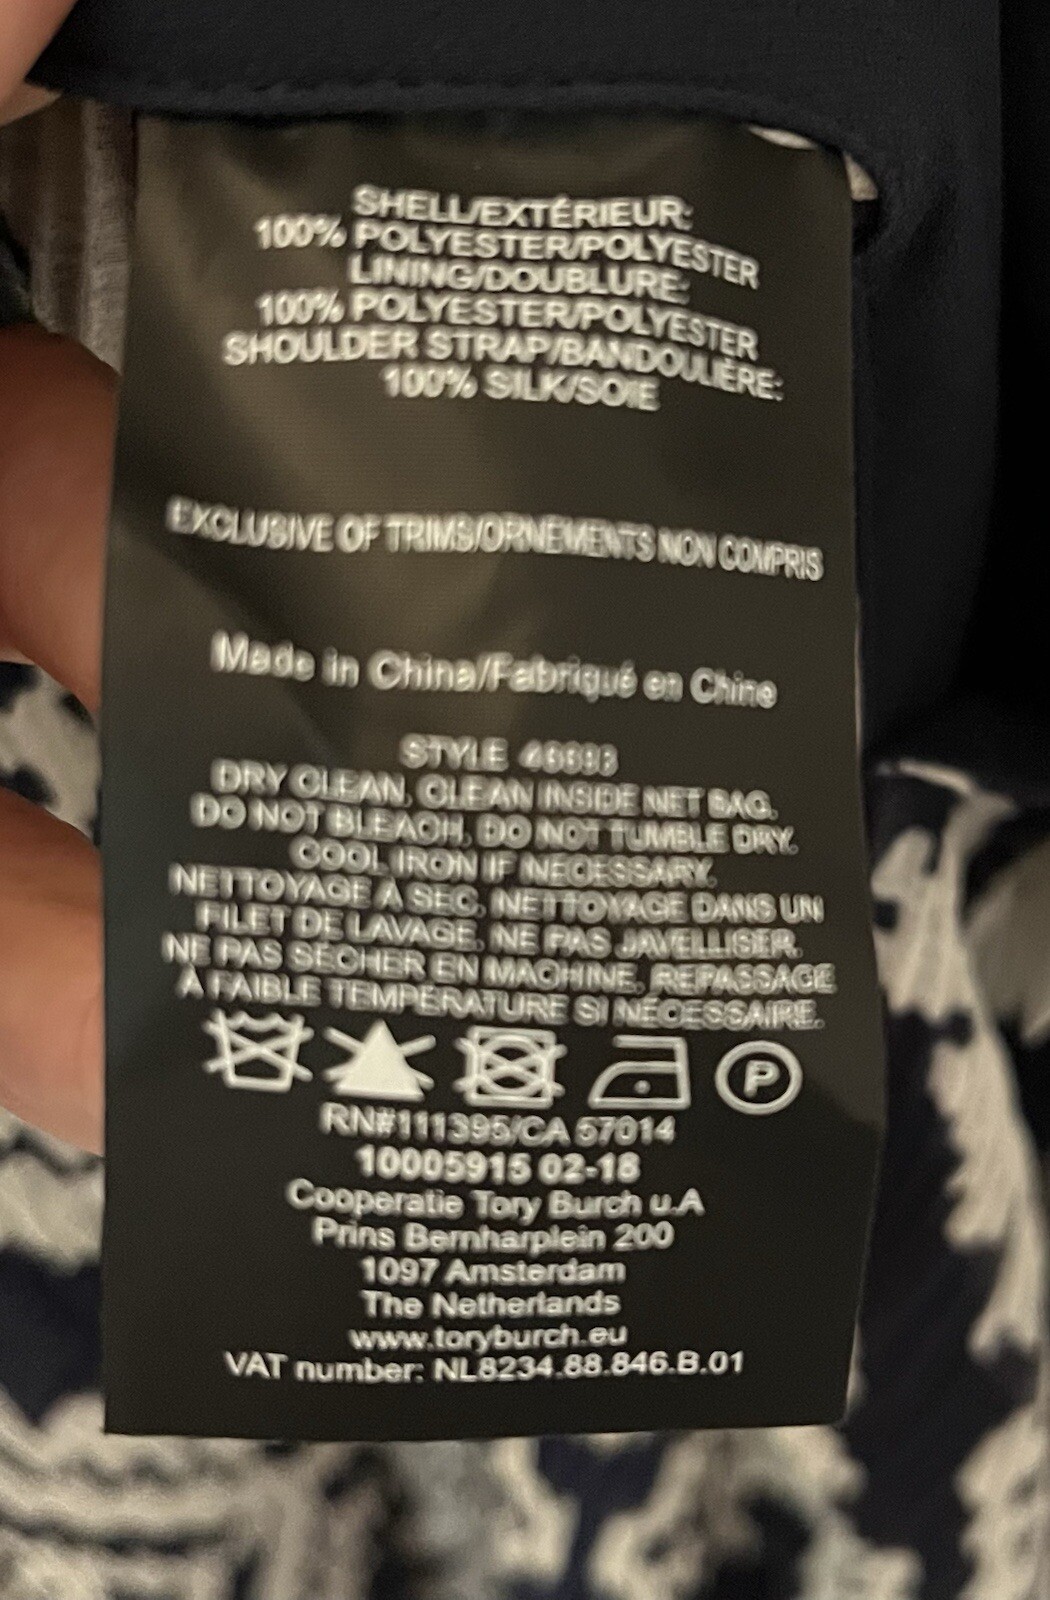 SHELL/EXTÉRIEUR:
100% POLYESTER/POLYESTER
LINING/DOUBLURE:
100% POLYESTER/POLYESTER
SHOULDER STRAP/BANDOULIÈRE:
100% SILK/SOIE
EXCLUSIVE OF TRIMS/ORNEMENTS NON COMPRIS
Made in China/Fabriqué en Chine
STYLE
DRY CLEAN, CLEAN INSIDE NET BAG.
DO NOT BLEACH, DO NOT TUMBLE DRY.
COOL IRON IF NECESSARY.
NETTOYAGE À SEC, NETTOYAGE DANS UN
FILET DE LAVAGE, NE PAS JAVELLISER.
NE PAS SÉCHER EN MACHINE, REPASSAGE
À FAIBLE TEMPÉRATURE SI NÉCESSAIRE.
P
RN#111395/CA 57014
10005915 02-18
Cooperatie Tory Burch u.A
Prins Bernharplein 200
1097 Amsterdam
The Netherlands
www.toryburch.eu
VAT number: NL8234.88.846.B.01